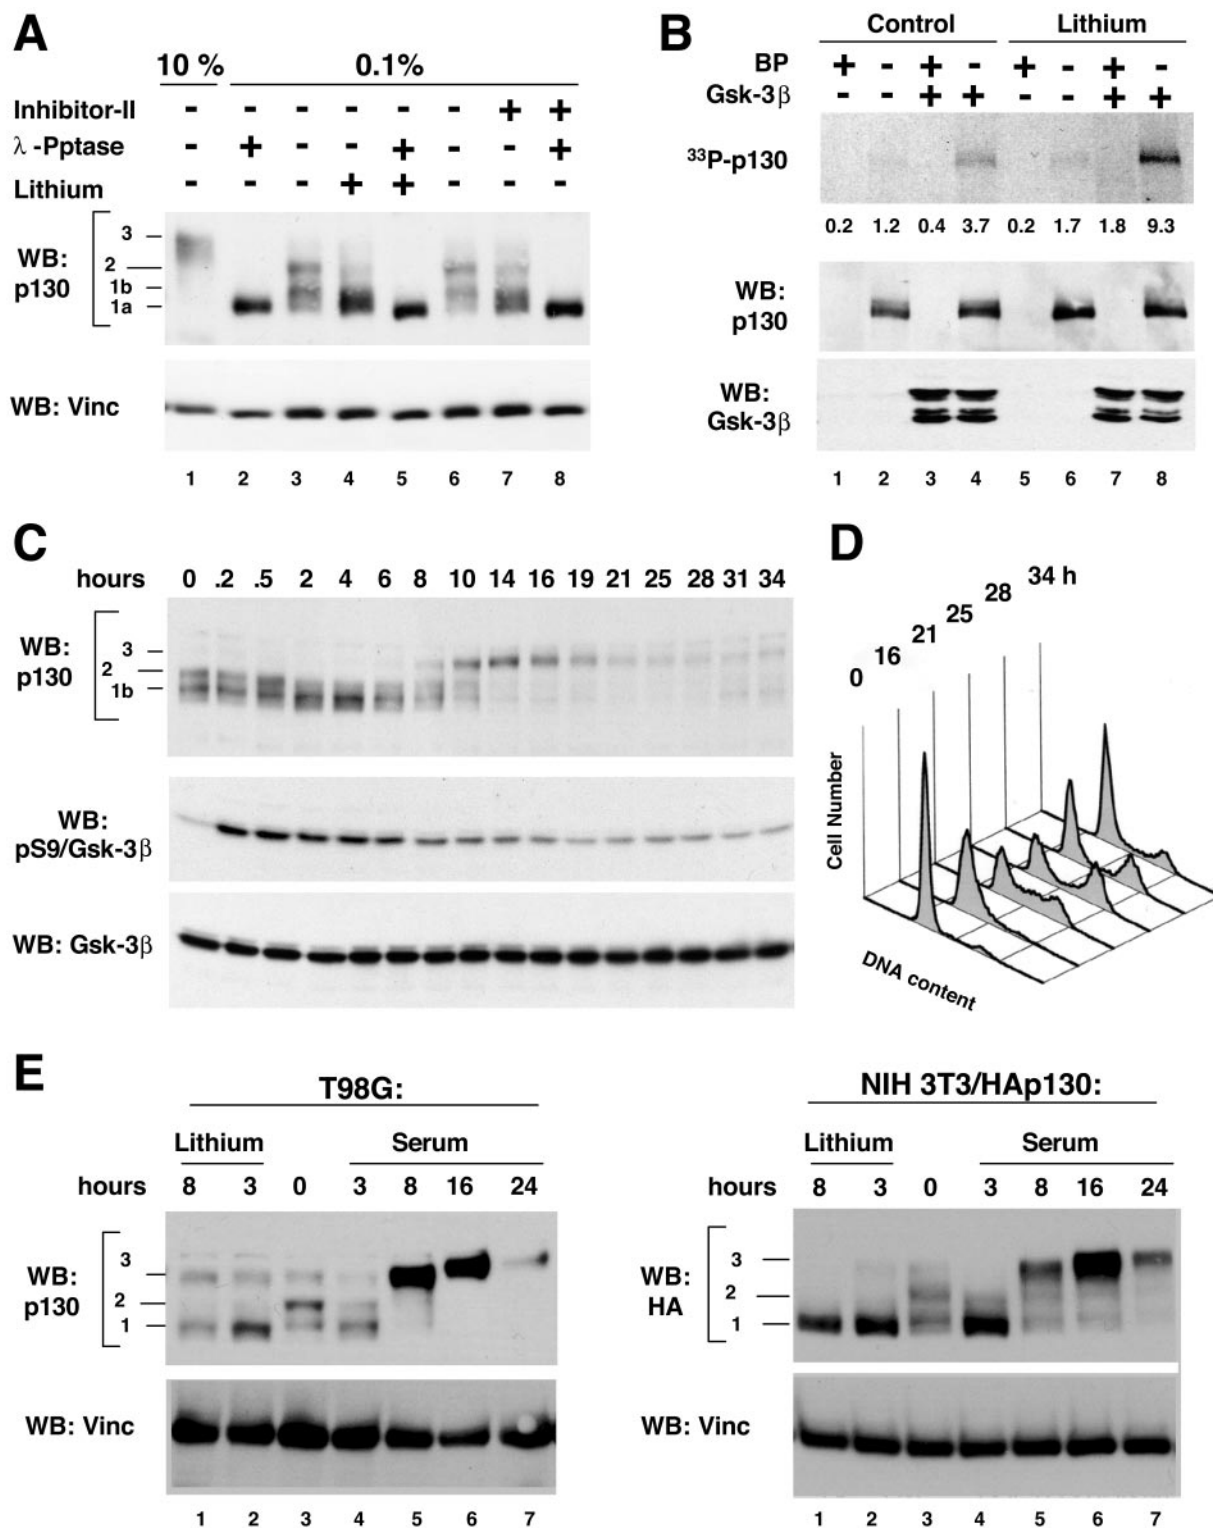 A
10 % 0.1%
Inhibitor-II - - - - - - + +
λ -Pptase - + - - + - - +
Lithium - - - + + - - -
WB: p130
3
2
1b
1a
WB: Vinc
1 2 3 4 5 6 7 8
B
Control Lithium
BP + - + - + - + -
Gsk-3β - - + + - - + +
33P-p130
0.2 1.2 0.4 3.7 0.2 1.7 1.8 9.3
WB:
p130
WB:
Gsk-3β
1 2 3 4 5 6 7 8
C
hours 0 .2 .5 2 4 6 8 10 14 16 19 21 25 28 31 34
WB:
p130
3
2
1b
WB:
pS9/Gsk-3β
WB: Gsk-3β
D
0 16 21 25 28 34 h
Cell Number
DNA content
E
T98G:
Lithium Serum
hours 8 3 0 3 8 16 24
WB:
p130
3
2
1
WB: Vinc
1 2 3 4 5 6 7
NIH 3T3/HAp130:
Lithium Serum
hours 8 3 0 3 8 16 24
WB:
HA
3
2
1
WB: Vinc
1 2 3 4 5 6 7